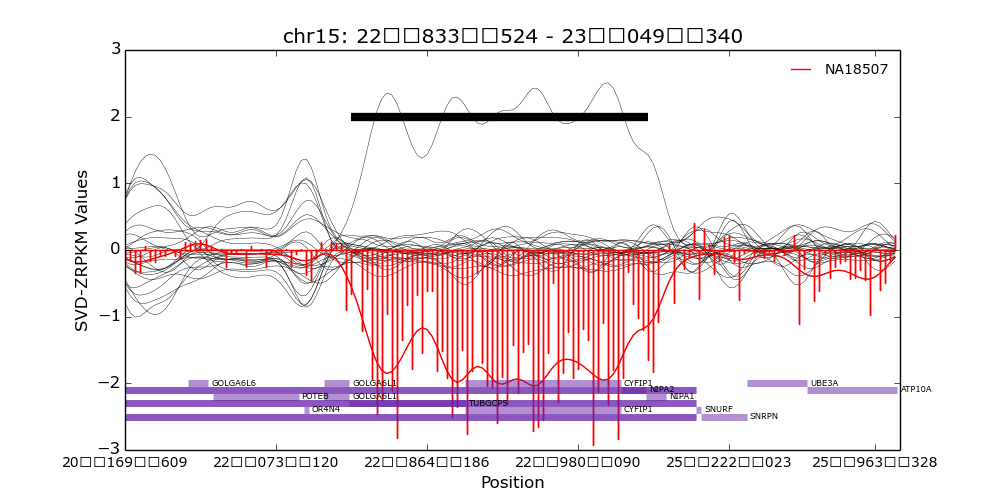 chr15: 22□□833□□524 - 23□□049□□340
NA18507
SVD-ZRPKM Values
3
2
1
0
−1
−2
−3
GOLGA6L6
GOLGA6L1
CYFIP1
UBE3A
NIPA2
ATP10A
POTEB
GOLGA6L1
NIPA1
TUBGCP5
OR4N4
CYFIP1
SNURF
SNRPN
20□□169□□609
22□□073□□120
22□□864□□186
22□□980□□090
25□□222□□023
25□□963□□328
Position